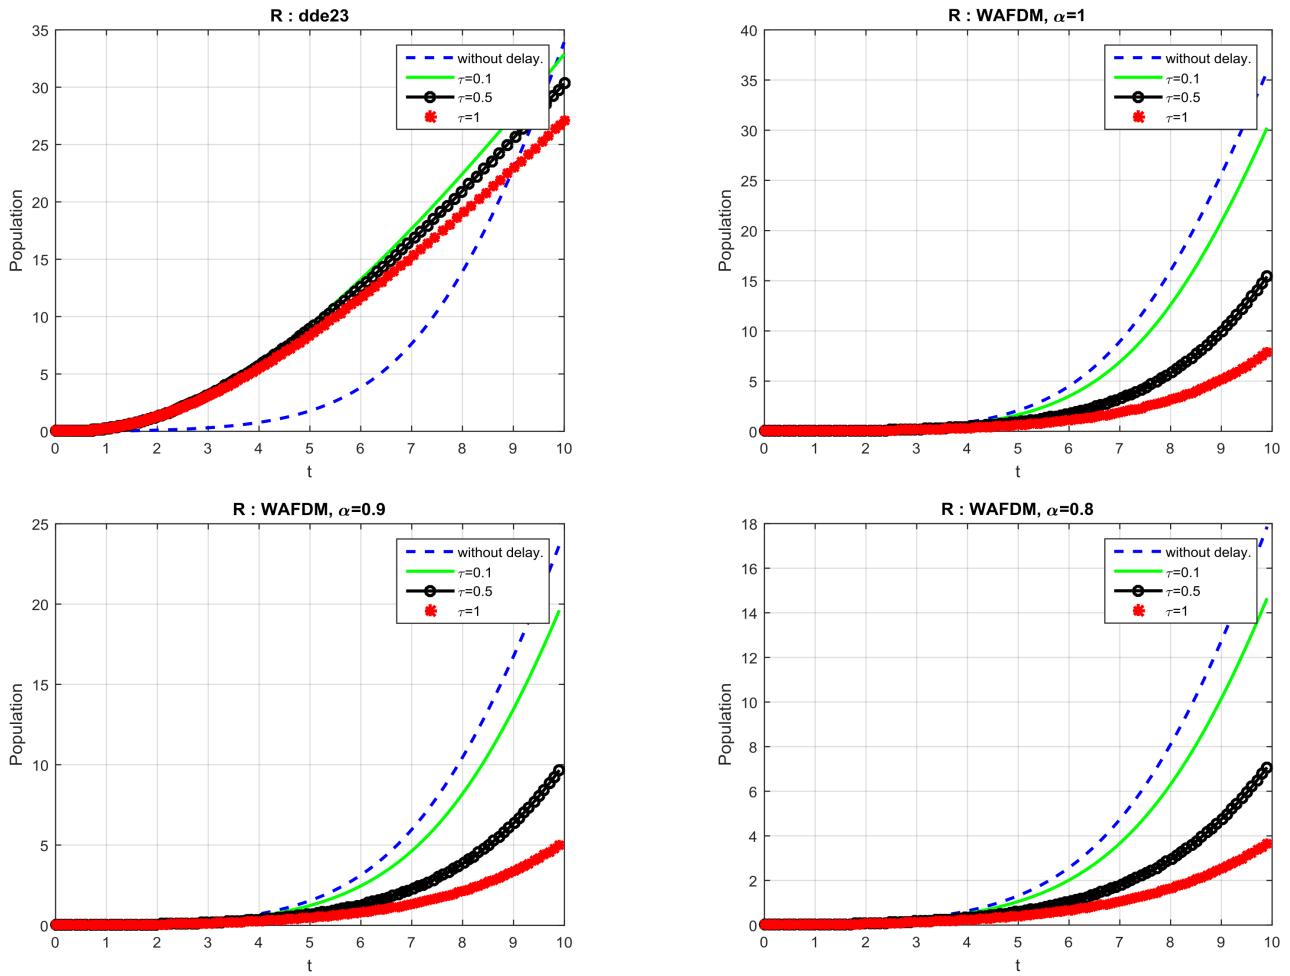 R : dde23
35
30
25
20
15
10
5
0
Population
0 1 2 3 4 5 6 7 8 9 10
t
without delay.
τ=0.1
τ=0.5
τ=1
R : WAFDM, α=1
40
35
30
25
20
15
10
5
0
Population
0 1 2 3 4 5 6 7 8 9 10
t
without delay.
τ=0.1
τ=0.5
τ=1
R : WAFDM, α=0.9
25
20
15
10
5
0
Population
0 1 2 3 4 5 6 7 8 9 10
t
without delay.
τ=0.1
τ=0.5
τ=1
R : WAFDM, α=0.8
18
16
14
12
10
8
6
4
2
0
Population
0 1 2 3 4 5 6 7 8 9 10
t
without delay.
τ=0.1
τ=0.5
τ=1